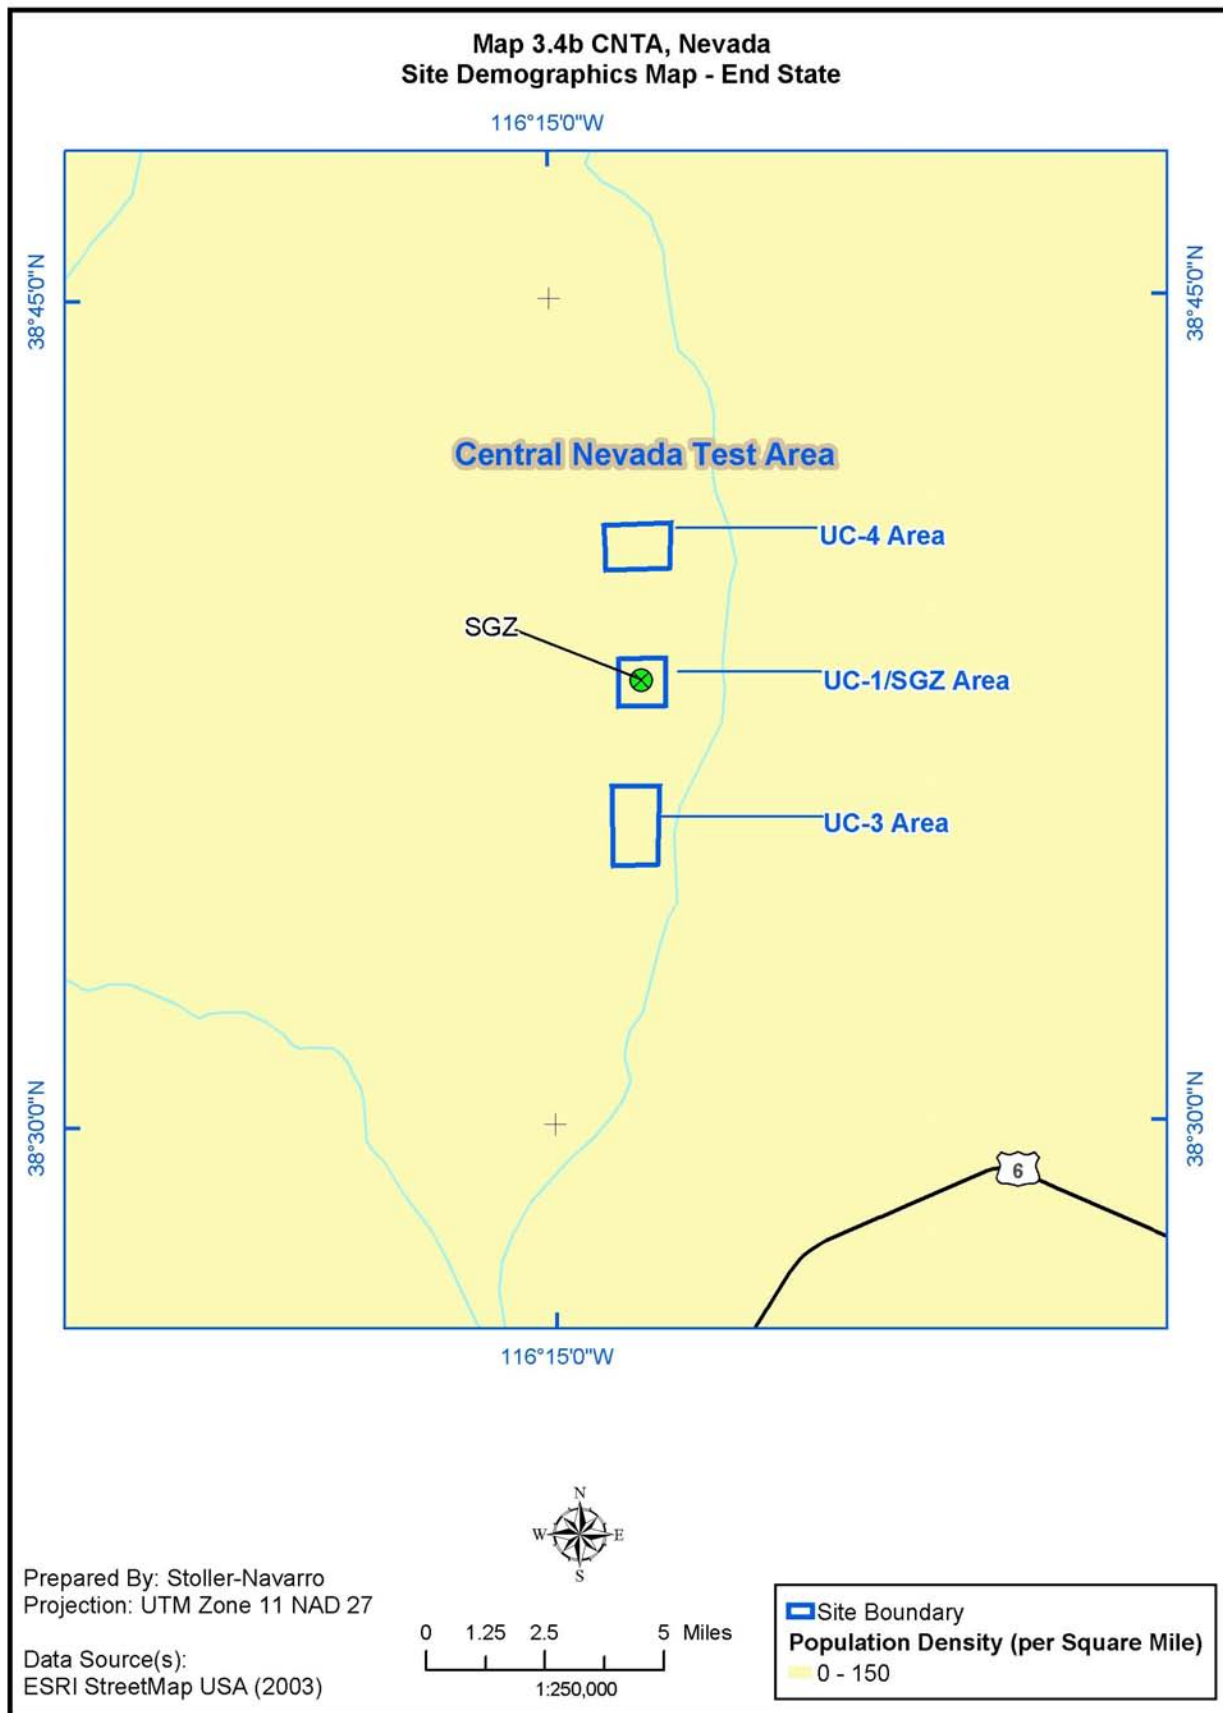 Map 3.4b CNTA, Nevada
Site Demographics Map - End State
116°15'0"W
38°45'0"N
38°45'0"N
Central Nevada Test Area
UC-4 Area
SGZ
UC-1/SGZ Area
UC-3 Area
38°30'0"N
38°30'0"N
6
116°15'0"W
N
W E
S
Prepared By: Stoller-Navarro
Projection: UTM Zone 11 NAD 27
Data Source(s):
ESRI StreetMap USA (2003)
0 1.25 2.5 5 Miles
1:250,000
Site Boundary
Population Density (per Square Mile)
0 - 150